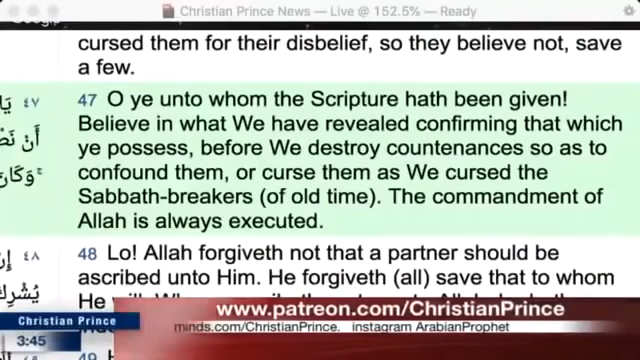 Christian Prince News — Live @ 152.5% — Ready
cursed them for their disbelief, so they believe not, save
a few.
٤٧
47 O ye unto whom the Scripture hath been given!
Believe in what We have revealed confirming that which
ye possess, before We destroy countenances so as to
confound them, or curse them as We cursed the
Sabbath-breakers (of old time). The commandment of
Allah is always executed.
٤٨
48 Lo! Allah forgiveth not that a partner should be
ascribed unto Him. He forgiveth (all) save that to whom
He
www.patreon.com/ChristianPrince
Christian Prince
minds.com/ChristianPrince. instagram ArabianProphet
3:45
49